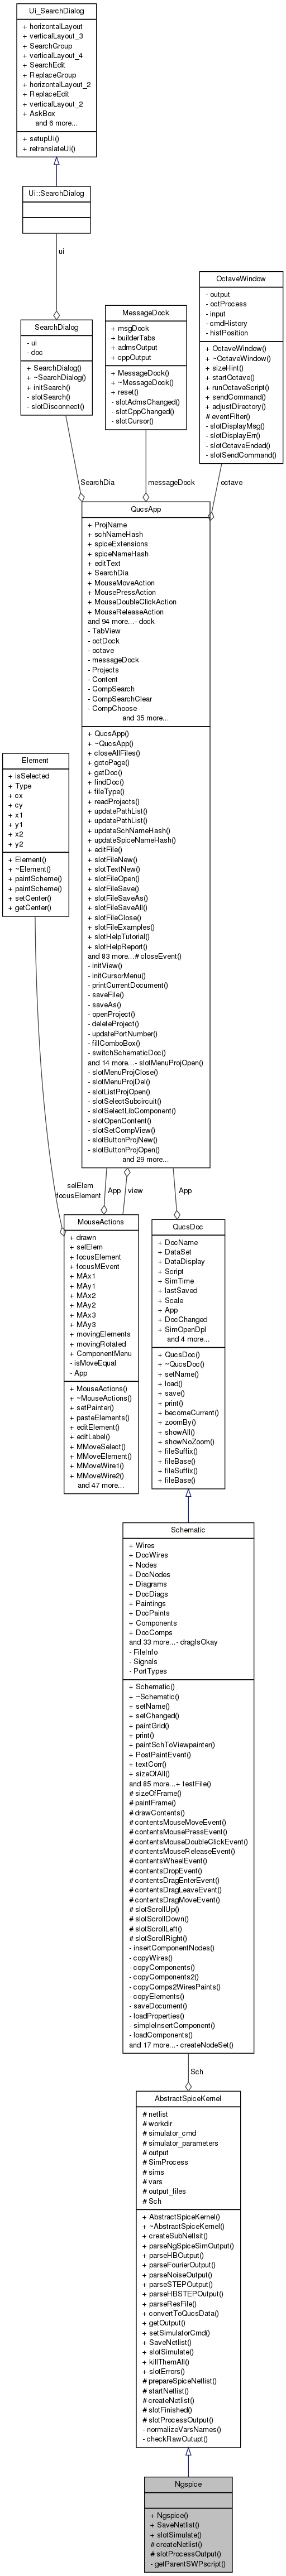 Ui_SearchDialog
+ horizontalLayout
+ verticalLayout_3
+ SearchGroup
+ verticalLayout_4
+ SearchEdit
+ ReplaceGroup
+ horizontalLayout_2
+ ReplaceEdit
+ verticalLayout_2
+ AskBox
and 6 more...
+ setupUi()
+ retranslateUi()
Ui::SearchDialog
ui
SearchDialog
- ui
- doc
+ SearchDialog()
+ ~SearchDialog()
+ initSearch()
- slotSearch()
- slotDisconnect()
MessageDock
+ msgDock
+ builderTabs
+ admsOutput
+ cppOutput
+ MessageDock()
+ ~MessageDock()
+ reset()
- slotAdmsChanged()
- slotCppChanged()
- slotCursor()
OctaveWindow
- output
- octProcess
- input
- cmdHistory
- histPosition
+ OctaveWindow()
+ ~OctaveWindow()
+ sizeHint()
+ startOctave()
+ runOctaveScript()
+ sendCommand()
+ adjustDirectory()
# eventFilter()
- slotDisplayMsg()
- slotDisplayErr()
- slotOctaveEnded()
- slotSendCommand()
SearchDia
messageDock
octave
QucsApp
+ ProjName
+ schNameHash
+ spiceExtensions
+ spiceNameHash
+ editText
+ SearchDia
+ MouseMoveAction
+ MousePressAction
+ MouseDoubleClickAction
+ MouseReleaseAction
and 94 more...- dock
- TabView
- octDock
- octave
- messageDock
- Projects
- Content
- CompSearch
- CompSearchClear
- CompChoose
and 35 more...
+ QucsApp()
+ ~QucsApp()
+ closeAllFiles()
+ gotoPage()
+ getDoc()
+ findDoc()
+ fileType()
+ readProjects()
+ updatePathList()
+ updatePathList()
+ updateSchNameHash()
+ updateSpiceNameHash()
+ editFile()
+ slotFileNew()
+ slotTextNew()
+ slotFileOpen()
+ slotFileSave()
+ slotFileSaveAs()
+ slotFileSaveAll()
+ slotFileClose()
+ slotFileExamples()
+ slotHelpTutorial()
+ slotHelpReport()
and 83 more...# closeEvent()
- initView()
- initCursorMenu()
- printCurrentDocument()
- saveFile()
- saveAs()
- openProject()
- deleteProject()
- updatePortNumber()
- fillComboBox()
- switchSchematicDoc()
and 14 more...- slotMenuProjOpen()
- slotMenuProjClose()
- slotMenuProjDel()
- slotListProjOpen()
- slotSelectSubcircuit()
- slotSelectLibComponent()
- slotOpenContent()
- slotSetCompView()
- slotButtonProjNew()
- slotButtonProjOpen()
and 29 more...
Element
+ isSelected
+ Type
+ cx
+ cy
+ x1
+ y1
+ x2
+ y2
+ Element()
+ ~Element()
+ paintScheme()
+ paintScheme()
+ setCenter()
+ getCenter()
selElem
focusElement
App
view
App
MouseActions
+ drawn
+ selElem
+ focusElement
+ focusMEvent
+ MAx1
+ MAy1
+ MAx2
+ MAy2
+ MAx3
+ MAy3
+ movingElements
+ movingRotated
+ ComponentMenu
- isMoveEqual
- App
+ MouseActions()
+ ~MouseActions()
+ setPainter()
+ pasteElements()
+ editElement()
+ editLabel()
+ MMoveSelect()
+ MMoveElement()
+ MMoveWire1()
+ MMoveWire2()
and 47 more...
QucsDoc
+ DocName
+ DataSet
+ DataDisplay
+ Script
+ SimTime
+ lastSaved
+ Scale
+ App
+ DocChanged
+ SimOpenDpl
and 4 more...
+ QucsDoc()
+ ~QucsDoc()
+ setName()
+ load()
+ save()
+ print()
+ becomeCurrent()
+ zoomBy()
+ showAll()
+ showNoZoom()
+ fileSuffix()
+ fileBase()
+ fileSuffix()
+ fileBase()
Schematic
+ Wires
+ DocWires
+ Nodes
+ DocNodes
+ Diagrams
+ DocDiags
+ Paintings
+ DocPaints
+ Components
+ DocComps
and 33 more...- dragIsOkay
- FileInfo
- Signals
- PortTypes
+ Schematic()
+ ~Schematic()
+ setName()
+ setChanged()
+ paintGrid()
+ print()
+ paintSchToViewpainter()
+ PostPaintEvent()
+ textCorr()
+ sizeOfAll()
and 85 more...+ testFile()
# sizeOfFrame()
# paintFrame()
# drawContents()
# contentsMouseMoveEvent()
# contentsMousePressEvent()
# contentsMouseDoubleClickEvent()
# contentsMouseReleaseEvent()
# contentsWheelEvent()
# contentsDropEvent()
# contentsDragEnterEvent()
# contentsDragLeaveEvent()
# contentsDragMoveEvent()
# slotScrollUp()
# slotScrollDown()
# slotScrollLeft()
# slotScrollRight()
- insertComponentNodes()
- copyWires()
- copyComponents()
- copyComponents2()
- copyComps2WiresPaints()
- copyElements()
- saveDocument()
- loadProperties()
- simpleInsertComponent()
- loadComponents()
and 17 more...- createNodeSet()
Sch
AbstractSpiceKernel
# netlist
# workdir
# simulator_cmd
# simulator_parameters
# output
# SimProcess
# sims
# vars
# output_files
# Sch
+ AbstractSpiceKernel()
+ ~AbstractSpiceKernel()
+ createSubNetlsit()
+ parseNgSpiceSimOutput()
+ parseHBOutput()
+ parseFourierOutput()
+ parseNoiseOutput()
+ parseSTEPOutput()
+ parseHBSTEPOutput()
+ parseResFile()
+ convertToQucsData()
+ getOutput()
+ setSimulatorCmd()
+ SaveNetlist()
+ slotSimulate()
+ killThemAll()
+ slotErrors()
# prepareSpiceNetlist()
# startNetlist()
# createNetlist()
# slotFinished()
# slotProcessOutput()
- normalizeVarsNames()
- checkRawOutupt()
Ngspice
+ Ngspice()
+ SaveNetlist()
+ slotSimulate()
# createNetlist()
# slotProcessOutput()
- getParentSWPscript()